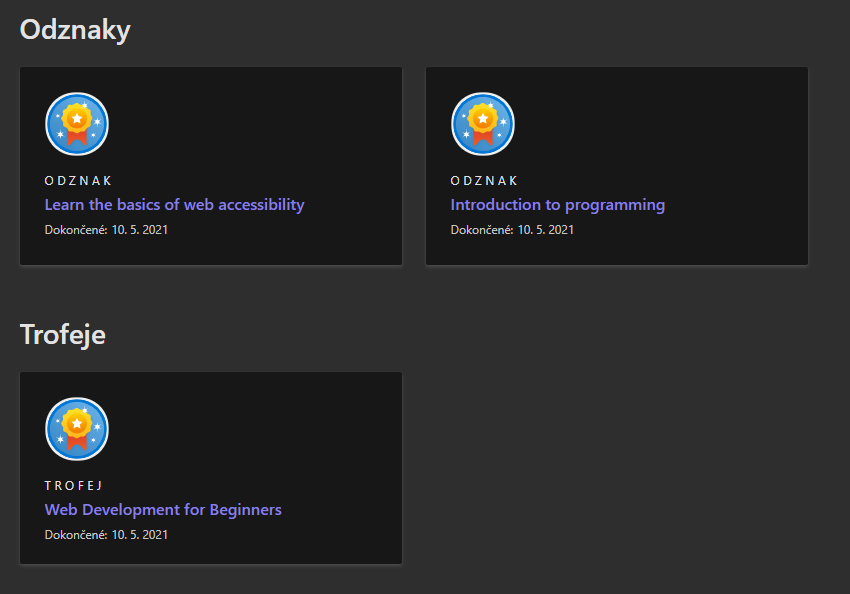 Odznaky
ODZNAK
Learn the basics of web accessibility
Dokončené: 10. 5. 2021
ODZNAK
Introduction to programming
Dokončené: 10. 5. 2021
Trofeje
TROFEJ
Web Development for Beginners
Dokončené: 10. 5. 2021